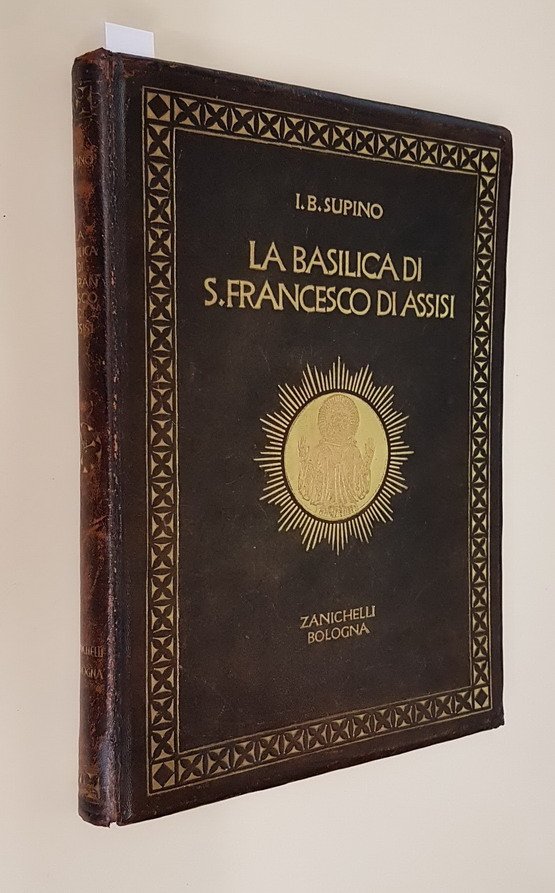 I.B.SUPINO
LA BASILICA DI
S.FRANCESCO DI ASSISI
ZANICHELLI
BOLOGNA